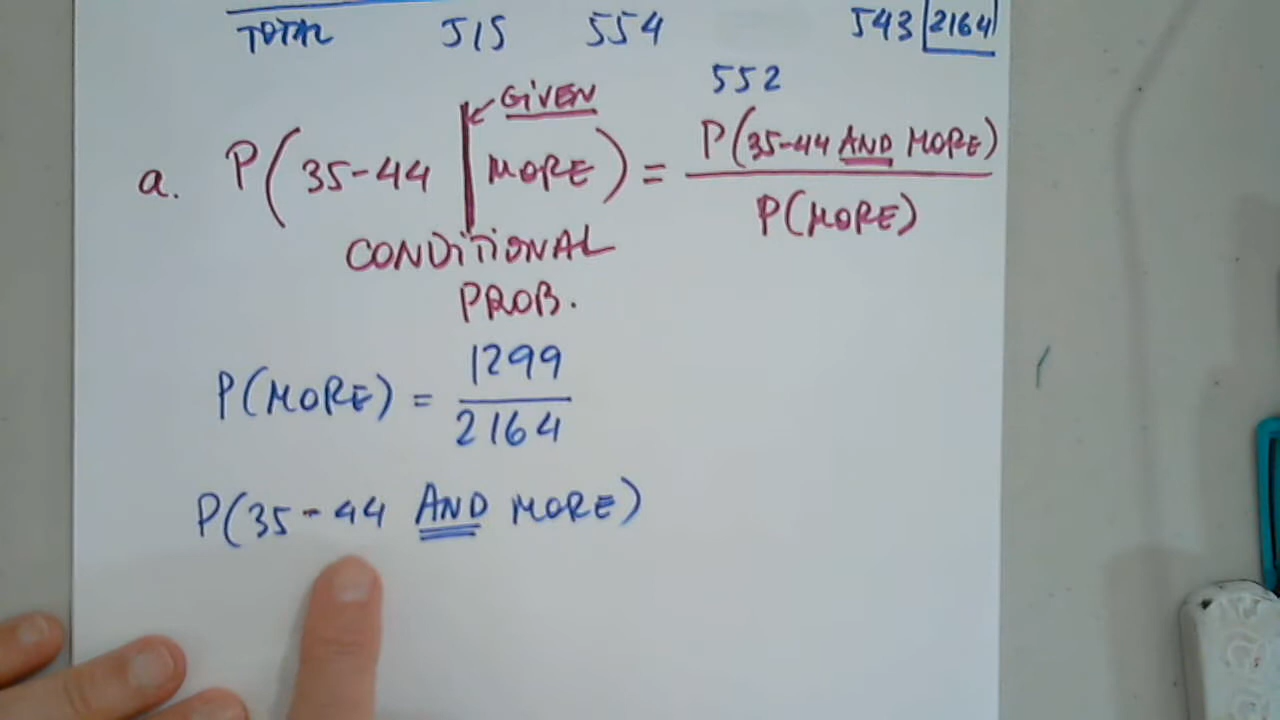 TOTAL 515 554 543 2164
552
a. P(35-44 | MORE) = P(35-44 AND MORE) / P(MORE)
GIVEN
CONDITIONAL
PROB.
P(MORE) = 1299 / 2164
P(35-44 AND MORE)